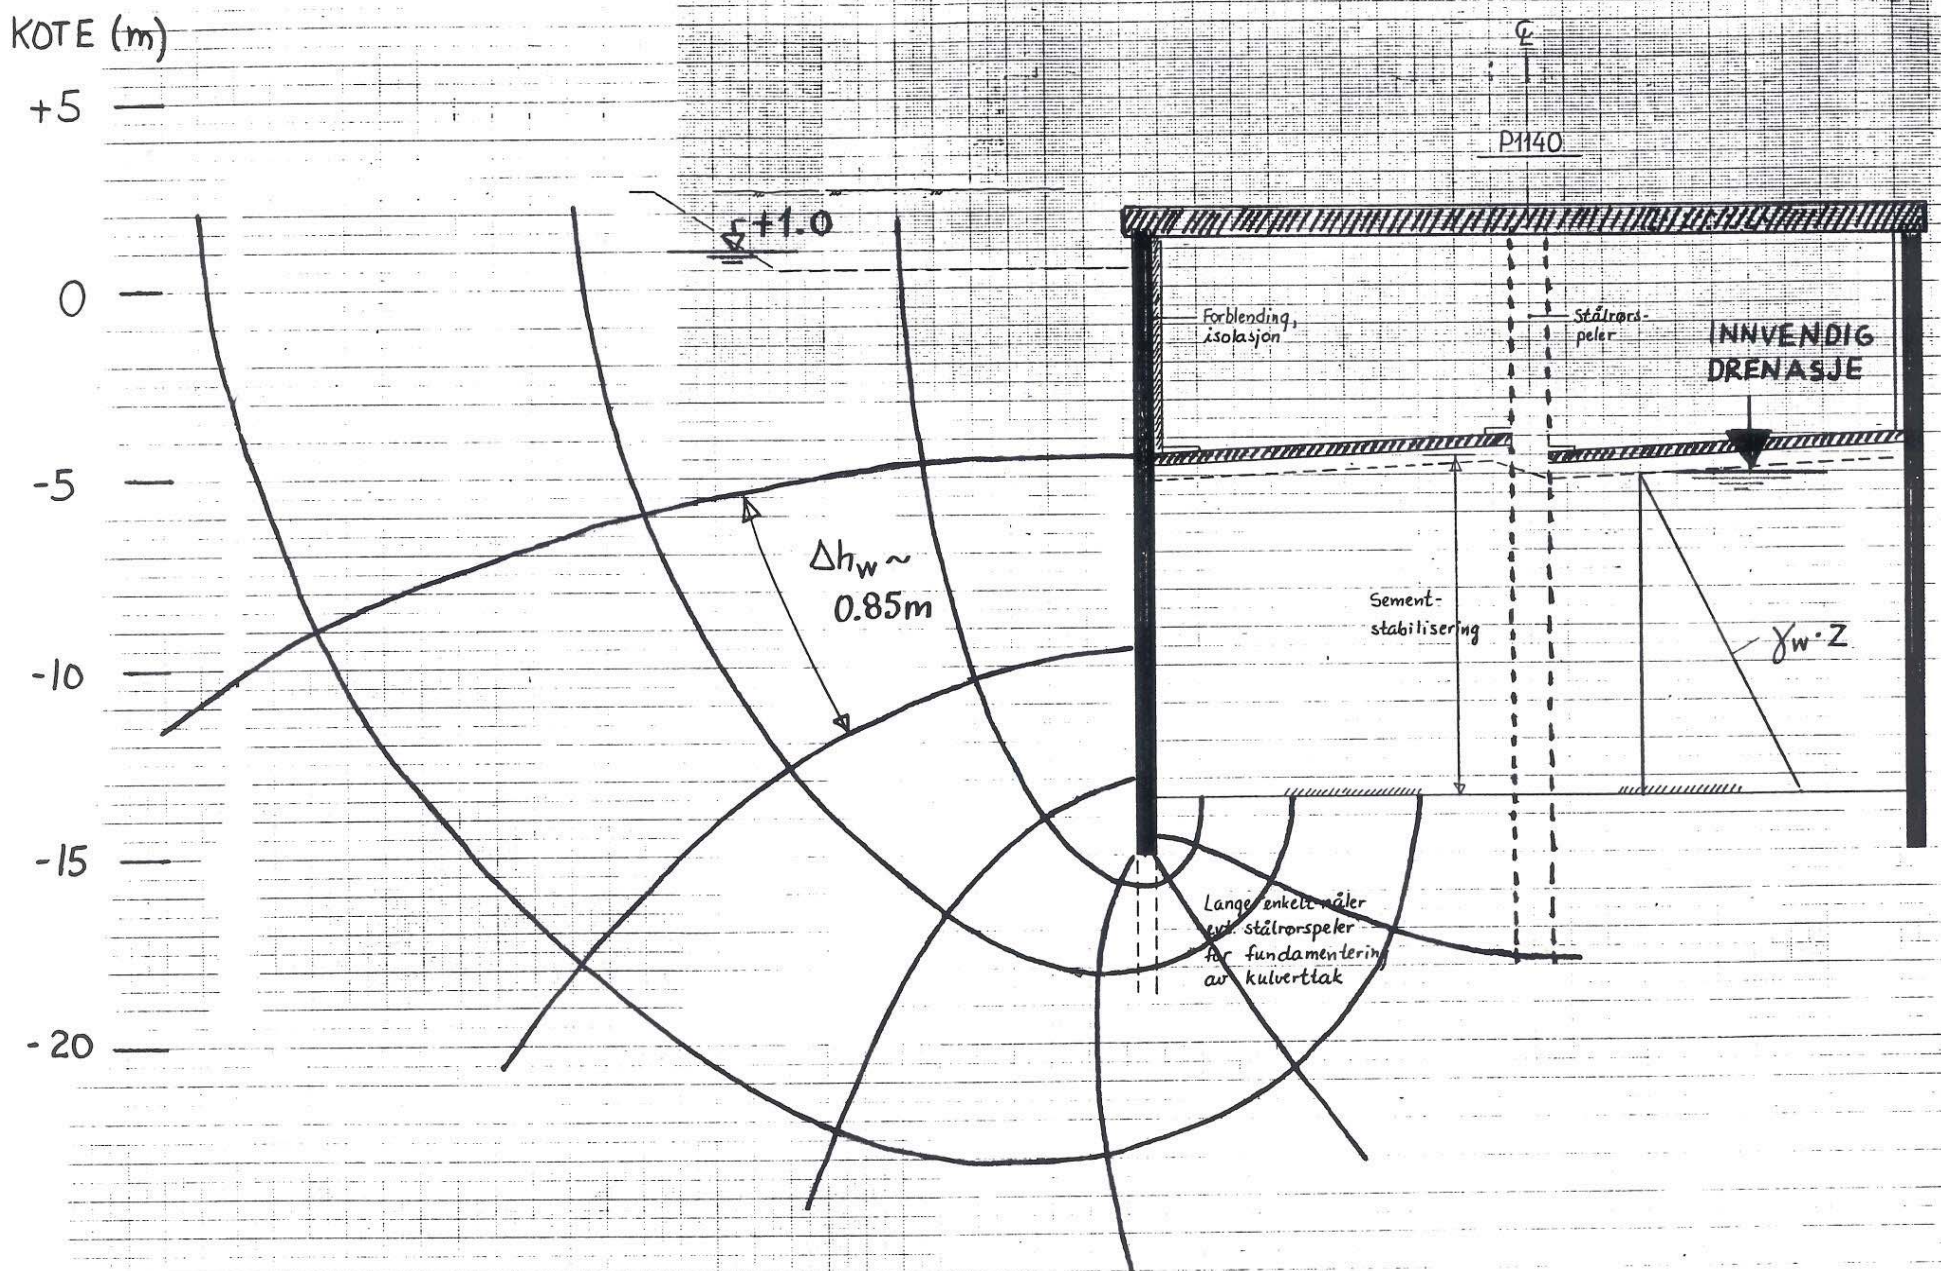 KOTE (m)
+5
0
-5
-10
-15
-20
℄
P1140
+1.0
Forblending,
isolasjon
Stålrørs-
peler
INNVENDIG
DRENASJE
Δhw ~
0.85m
Sement-
stabilisering
γw·z
Lange enkelt nåler
evt. stålrørspeler
for fundamentering
av kulverttak